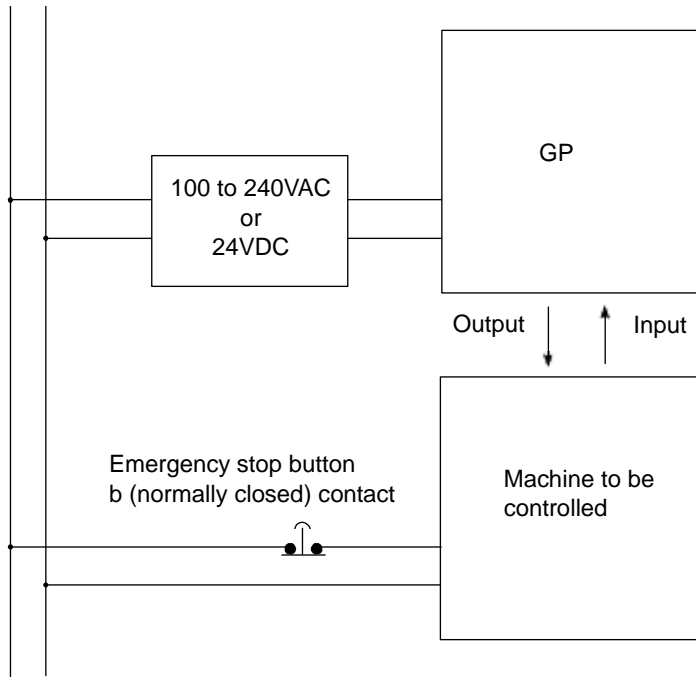 GP
100 to 240VAC
or
24VDC
Output
Input
Emergency stop button
b (normally closed) contact
Machine to be
controlled